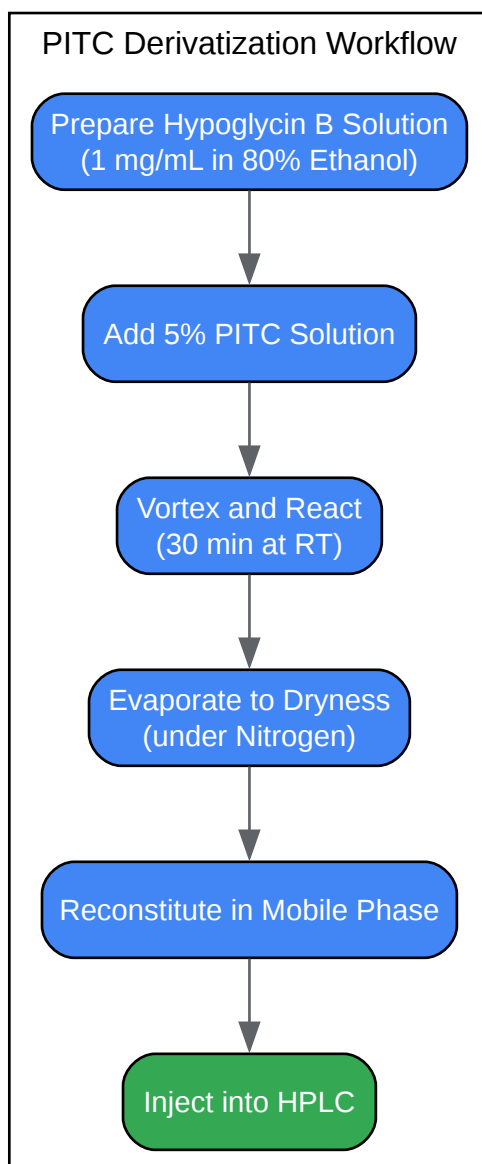 PITC Derivatization Workflow
Prepare Hypoglycin B Solution
(1 mg/mL in 80% Ethanol)
Add 5% PITC Solution
Vortex and React
(30 min at RT)
Evaporate to Dryness
(under Nitrogen)
Reconstitute in Mobile Phase
Inject into HPLC